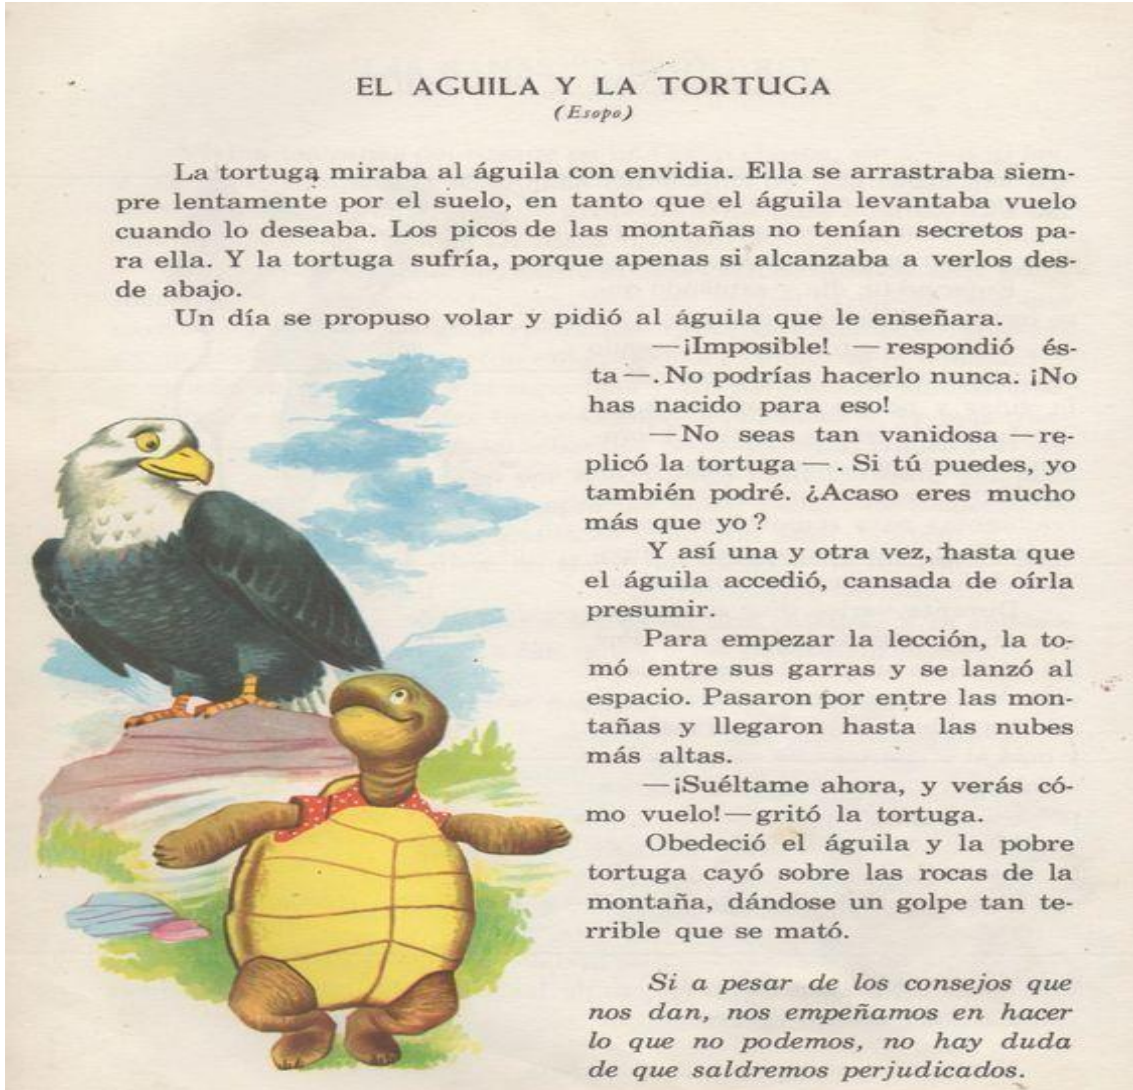 EL AGUILA Y LA TORTUGA
(Esopo)
La tortuga miraba al águila con envidia. Ella se arrastraba siem-
pre lentamente por el suelo, en tanto que el águila levantaba vuelo
cuando lo deseaba. Los picos de las montañas no tenían secretos pa-
ra ella. Y la tortuga sufría, porque apenas si alcanzaba a verlos des-
de abajo.
Un día se propuso volar y pidió al águila que le enseñara.
—¡Imposible! —respondió és-
ta—. No podrías hacerlo nunca. ¡No
has nacido para eso!
—No seas tan vanidosa —re-
plicó la tortuga—. Si tú puedes, yo
también podré. ¿Acaso eres mucho
más que yo?
Y así una y otra vez, hasta que
el águila accedió, cansada de oírla
presumir.
Para empezar la lección, la to-
mó entre sus garras y se lanzó al
espacio. Pasaron por entre las mon-
tañas y llegaron hasta las nubes
más altas.
—¡Suéltame ahora, y verás có-
mo vuelo!—gritó la tortuga.
Obedeció el águila y la pobre
tortuga cayó sobre las rocas de la
montaña, dándose un golpe tan te-
rrible que se mató.
Si a pesar de los consejos que
nos dan, nos empeñamos en hacer
lo que no podemos, no hay duda
de que saldremos perjudicados.